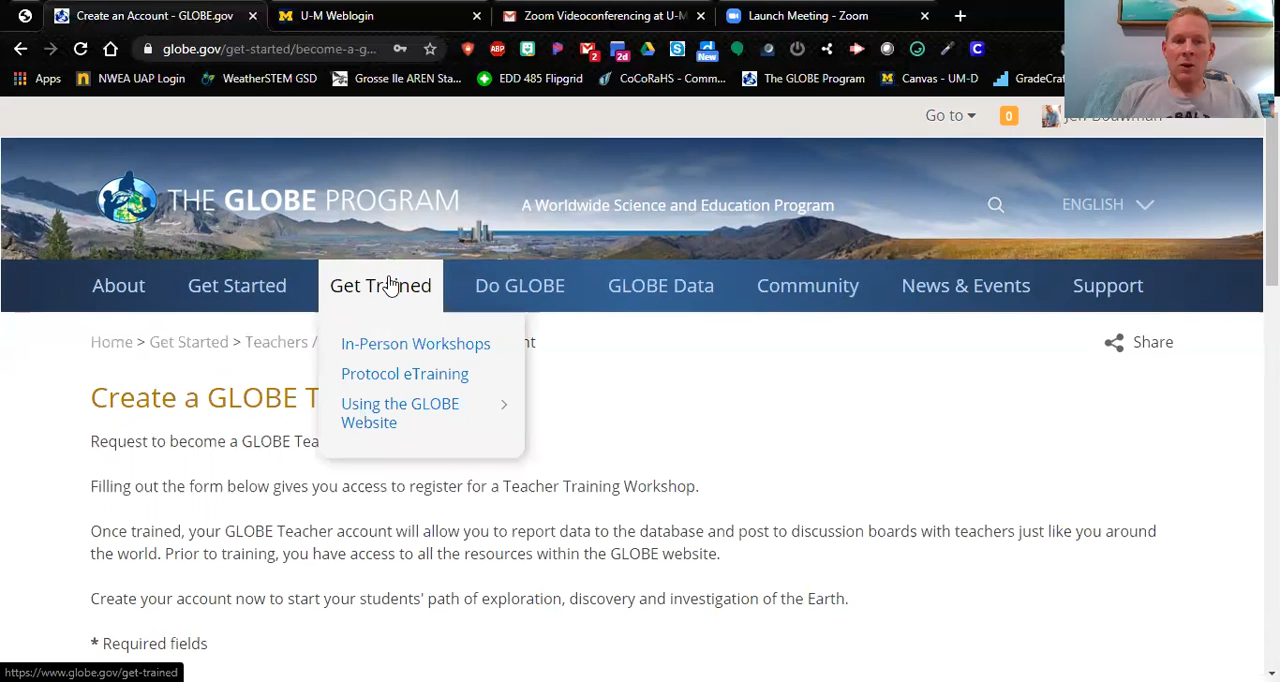 Create an Account - GLOBE.gov
U-M Weblogin
Zoom Videoconferencing at U-M
Launch Meeting - Zoom
globe.gov/get-started/become-a-g...
2
2d
New
Apps
NWEA UAP Login
WeatherSTEM GSD
Grosse Ile AREN Sta...
EDD 485 Flipgrid
CoCoRaHS - Comm...
The GLOBE Program
Canvas - UM-D
GradeCraf
Go to
0
THE GLOBE PROGRAM
A Worldwide Science and Education Program
ENGLISH
About
Get Started
Get Trained
Do GLOBE
GLOBE Data
Community
News & Events
Support
Home > Get Started > Teachers /
nt
Share
In-Person Workshops
Protocol eTraining
Using the GLOBE
Website
Create a GLOBE T
Request to become a GLOBE Tea
Filling out the form below gives you access to register for a Teacher Training Workshop.
Once trained, your GLOBE Teacher account will allow you to report data to the database and post to discussion boards with teachers just like you around
the world. Prior to training, you have access to all the resources within the GLOBE website.
Create your account now to start your students' path of exploration, discovery and investigation of the Earth.
* Required fields
https://www.globe.gov/get-trained